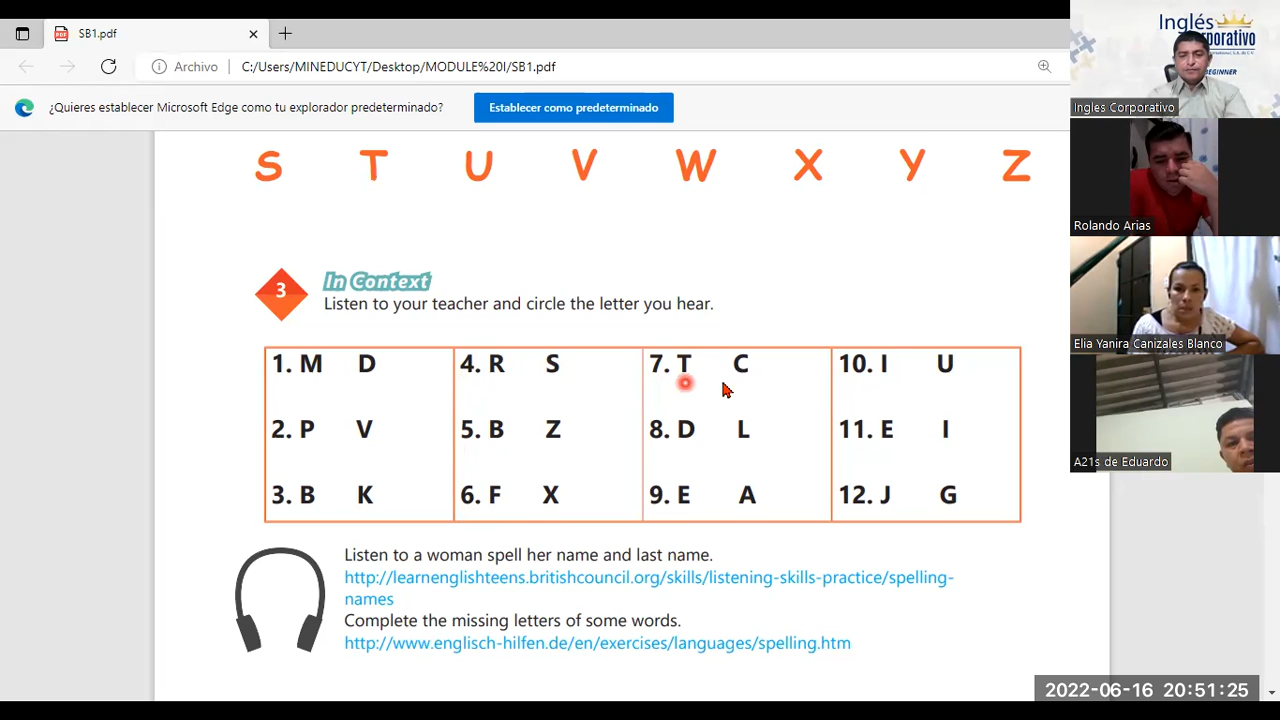 SB1.pdf
Archivo
C:/Users/MINEDUCYT/Desktop/MODULE%20I/SB1.pdf
¿Quieres establecer Microsoft Edge como tu explorador predeterminado?
Establecer como predeterminado
S T U V W X Y Z
3
In Context
Listen to your teacher and circle the letter you hear.
1. M D 4. R S 7. T C 10. I U
2. P V 5. B Z 8. D L 11. E I
3. B K 6. F X 9. E A 12. J G
Listen to a woman spell her name and last name.
http://learnenglishteens.britishcouncil.org/skills/listening-skills-practice/spelling-
names
Complete the missing letters of some words.
http://www.englisch-hilfen.de/en/exercises/languages/spelling.htm
Inglés
Corporativo
BEGINNER
Ingles Corporativo
Rolando Arias
Elia Yanira Canizales Blanco
A21s de Eduardo
2022-06-16 20:51:25